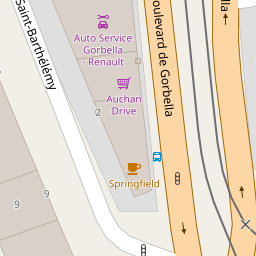 Auto Service
Gorbella
- Renault
Boulevard de Gorbella
Saint-Barthélémy
Auchan
Drive
2
Springfield
9
9